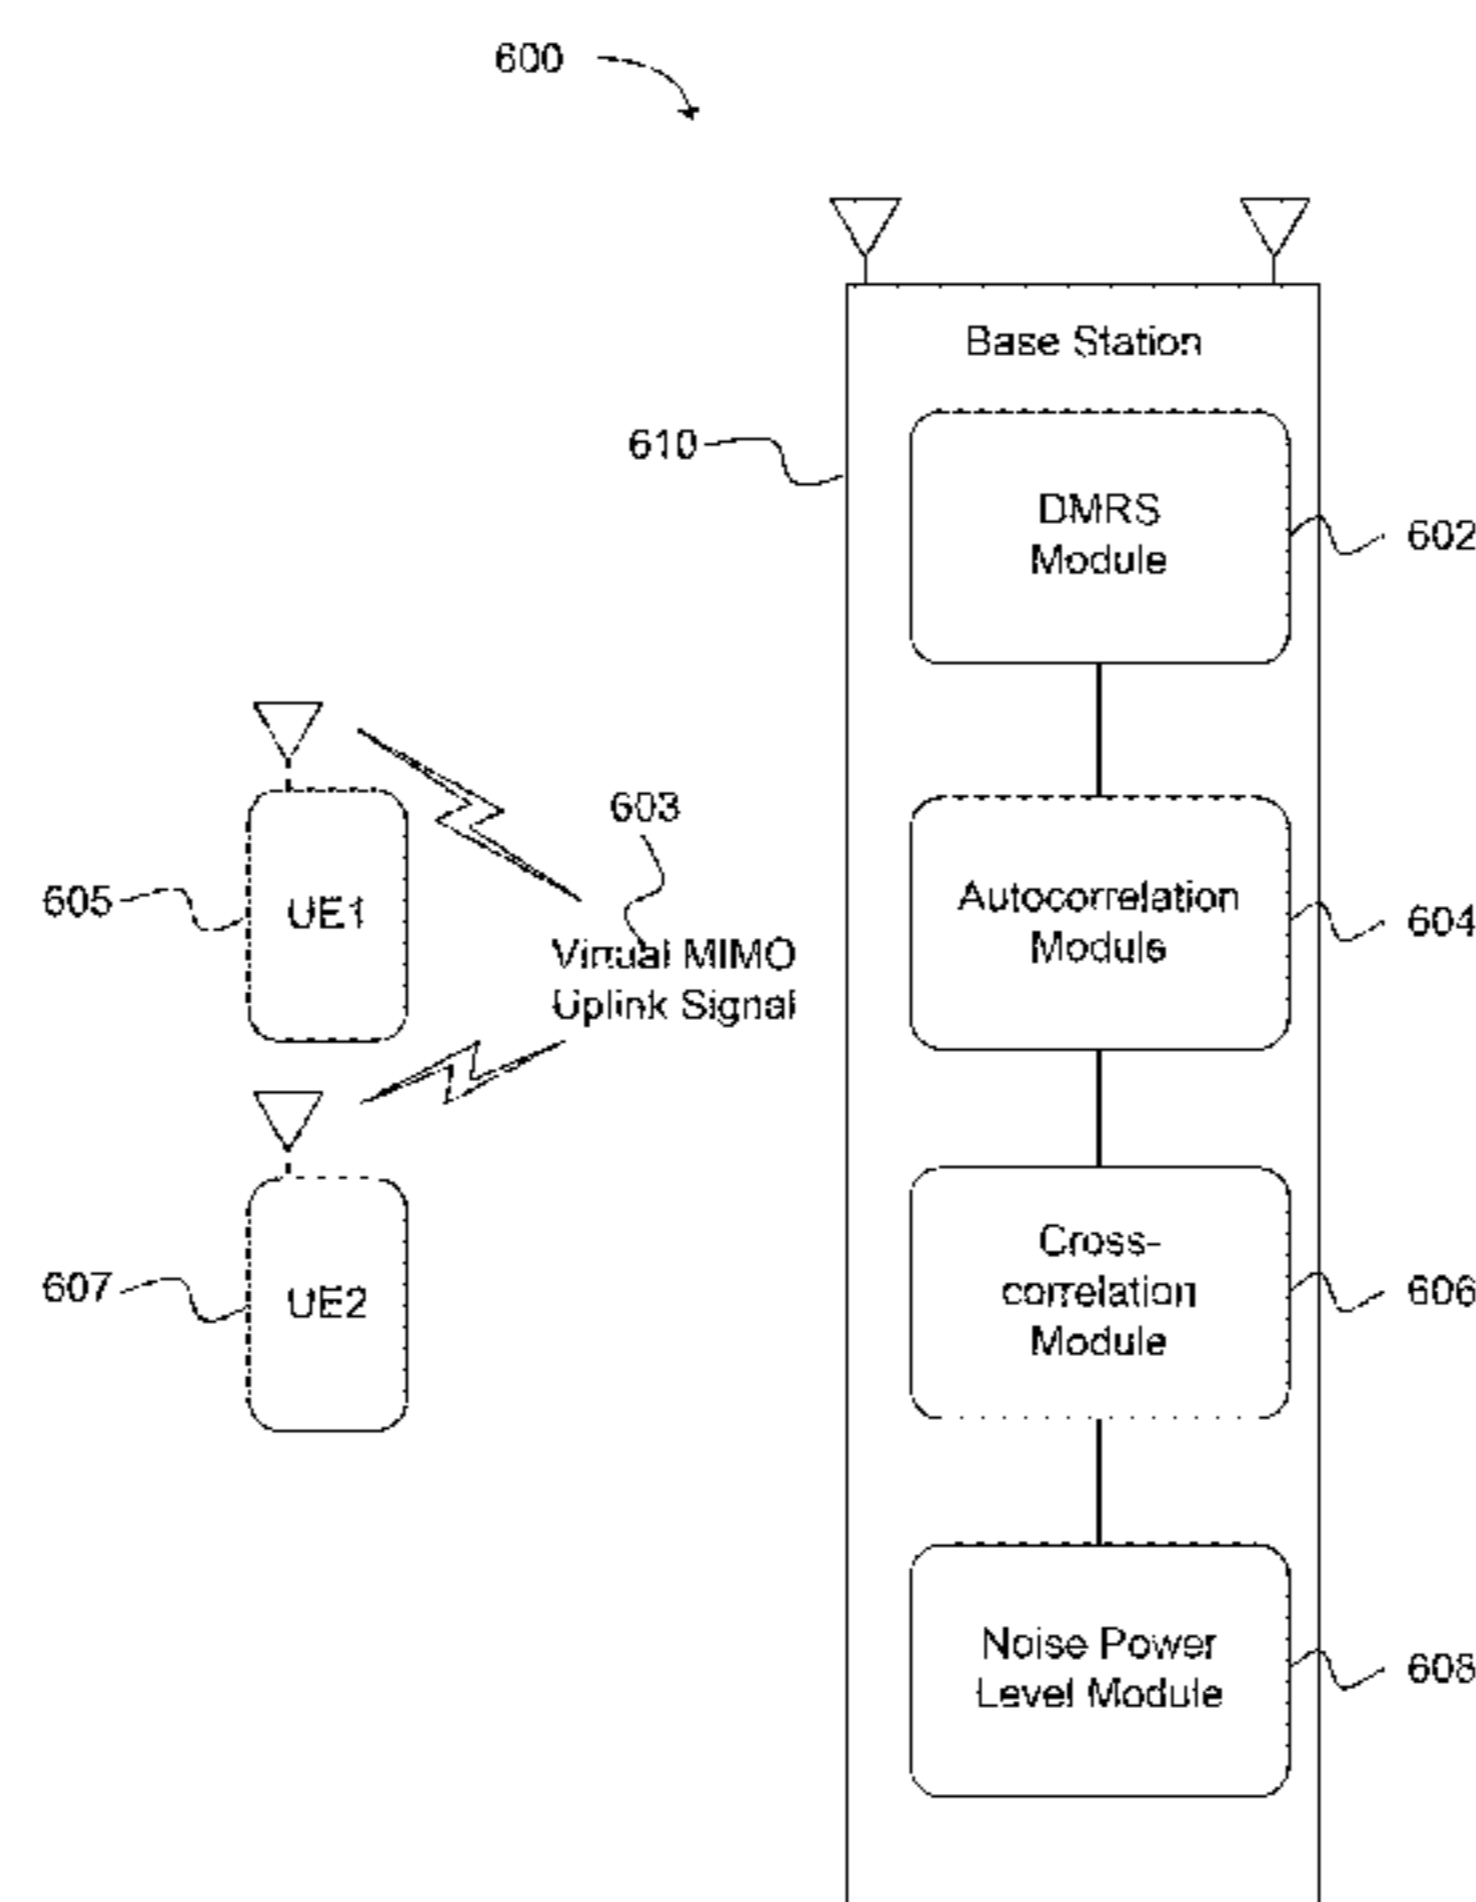 600
Base Station
610
DMRS
Module
602
603
605
UE1
Virtual MIMO
Uplink Signal
Autocorrelation
Module
604
607
UE2
Cross-
correlation
Module
606
Noise Power
Level Module
608